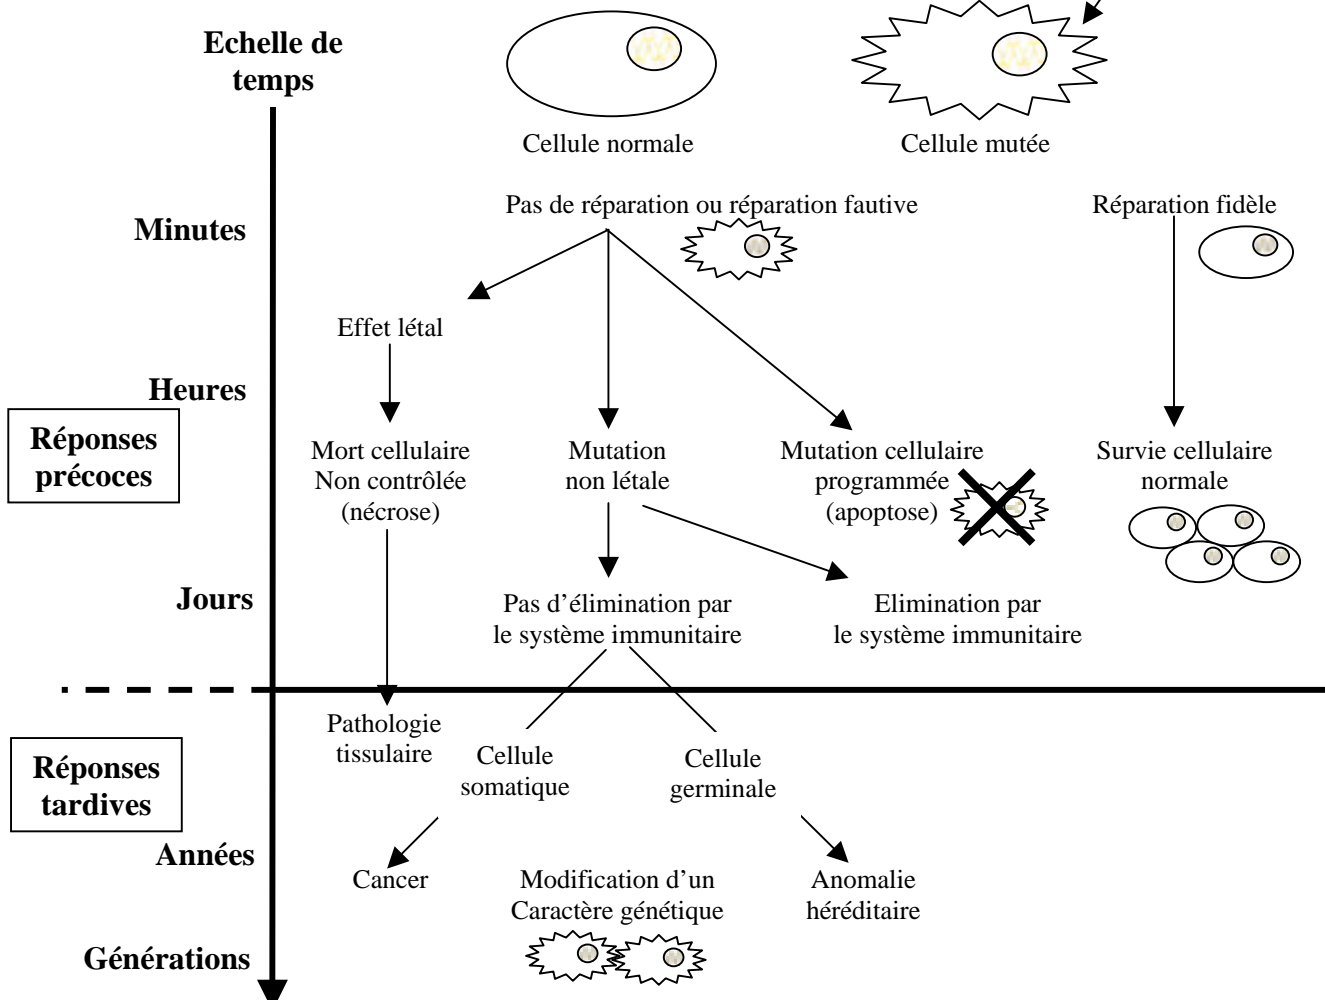 Echelle de
temps
Cellule normale
Cellule mutée
Pas de réparation ou réparation fautive
Réparation fidèle
Minutes
Effet létal
Heures
Réponses
précoces
Mort cellulaire
Non contrôlée
(nécrose)
Mutation
non létale
Mutation cellulaire
programmée
(apoptose)
Survie cellulaire
normale
Jours
Pas d’élimination par
le système immunitaire
Elimination par
le système immunitaire
Pathologie
tissulaire
Cellule
somatique
Cellule
germinale
Réponses
tardives
Années
Cancer
Modification d’un
Caractère génétique
Anomalie
héréditaire
Générations